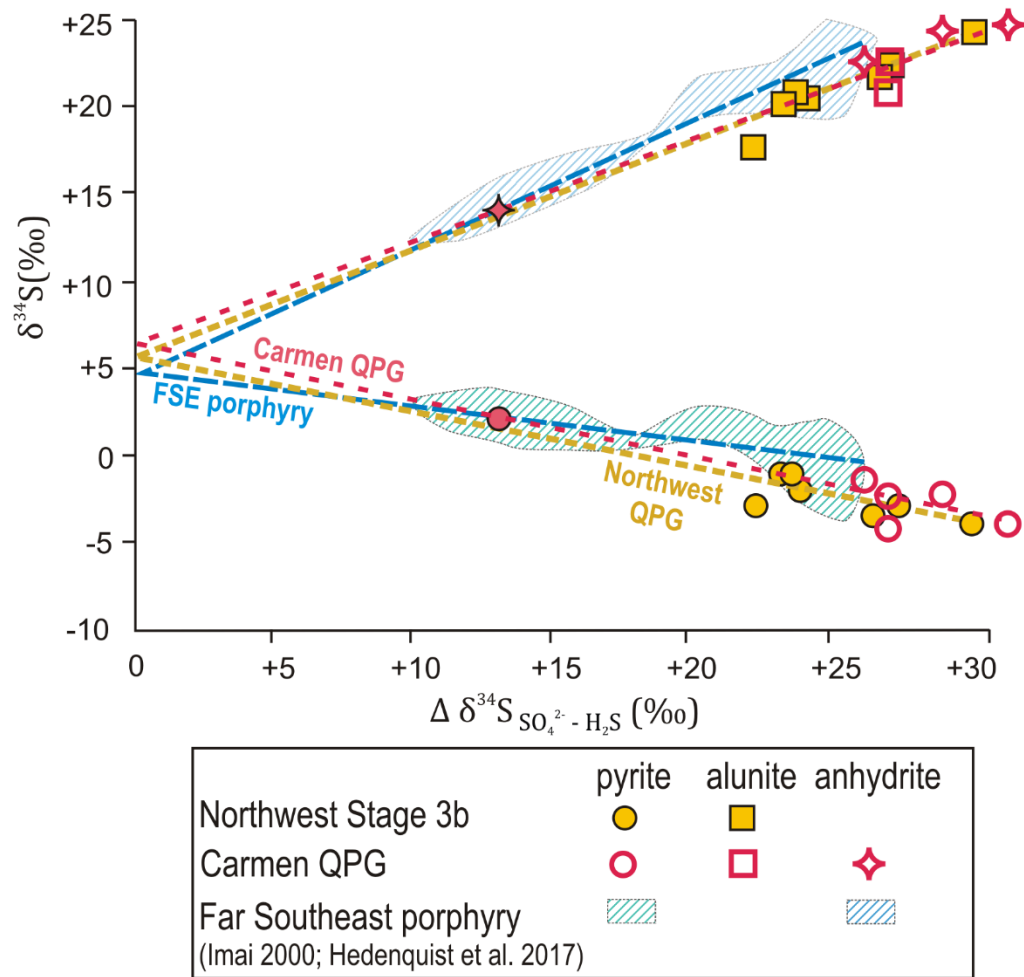 +25
+20
+15
+10
+5
0
-5
-10
δ³⁴S(‰)
Carmen QPG
FSE porphyry
Northwest
QPG
0 +5 +10 +15 +20 +25 +30
Δ δ³⁴S SO₄²⁻ - H₂S (‰)
pyrite alunite anhydrite
Northwest Stage 3b
Carmen QPG
Far Southeast porphyry
(Imai 2000; Hedenquist et al. 2017)